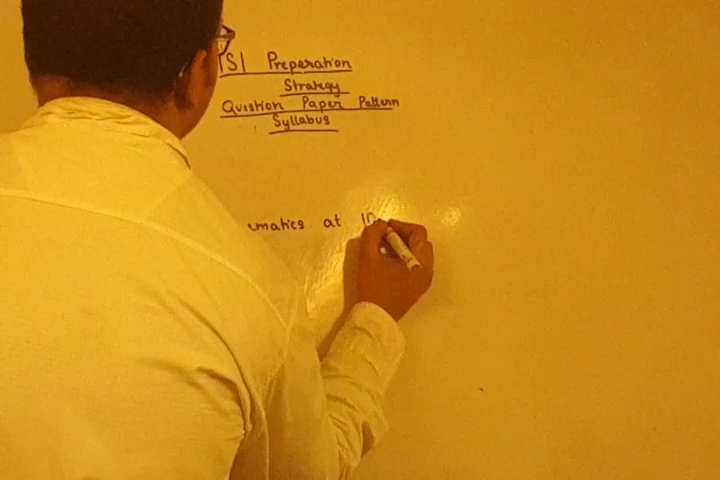 PSI Preparation
Strategy
Question Paper Pattern
Syllabus
ematics at 10